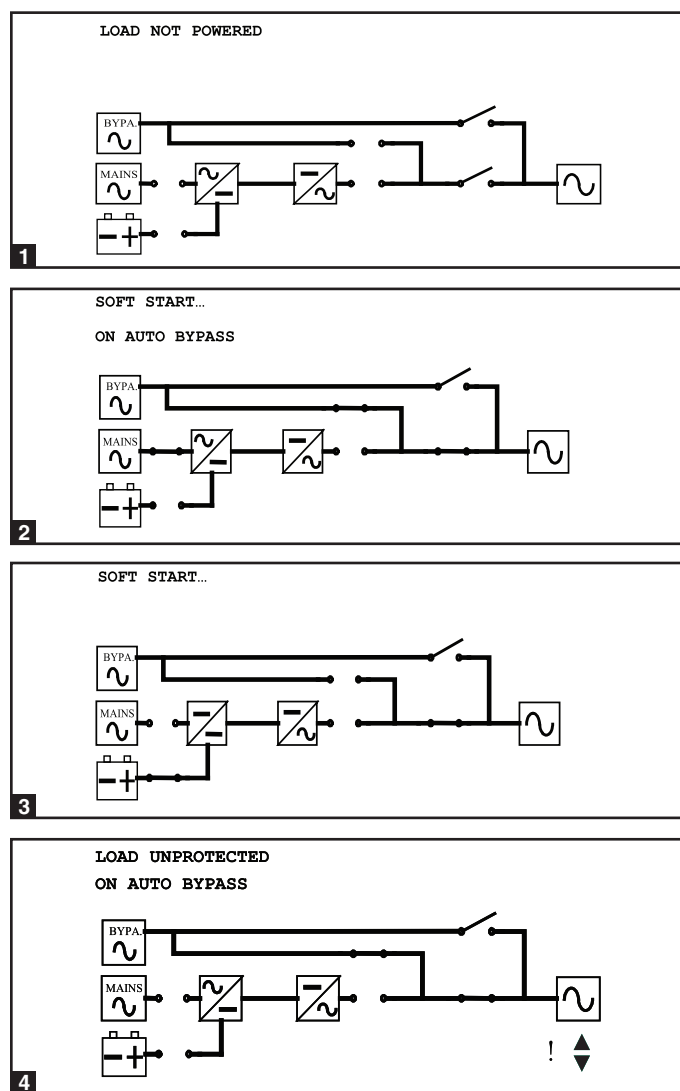 LOAD NOT POWERED
BYPA.
MAINS
1
SOFT START…
ON AUTO BYPASS
BYPA.
MAINS
2
SOFT START…
BYPA.
MAINS
3
LOAD UNPROTECTED
ON AUTO BYPASS
BYPA.
MAINS
!
4